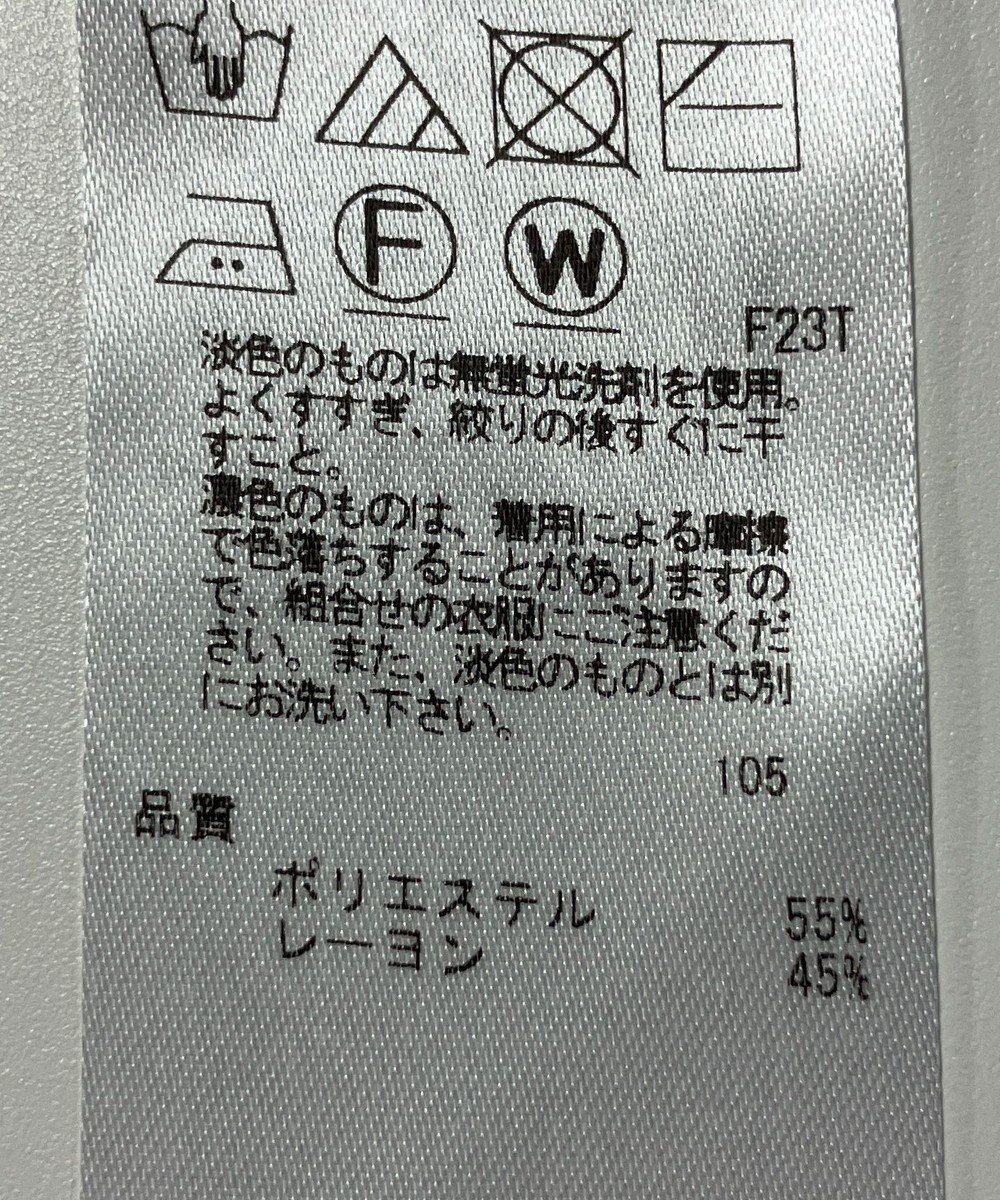 F W
F23T
淡色のものは無蛍光洗剤を使用。
よくすすぎ、絞りの後すぐに干
すこと。
濃色のものは、着用による摩擦
で色落ちすることがありますの
で、組合せの衣服にご注意くだ
さい。また、淡色のものとは別
にお洗い下さい。
105
品質
ポリエステル 55%
レーヨン 45%